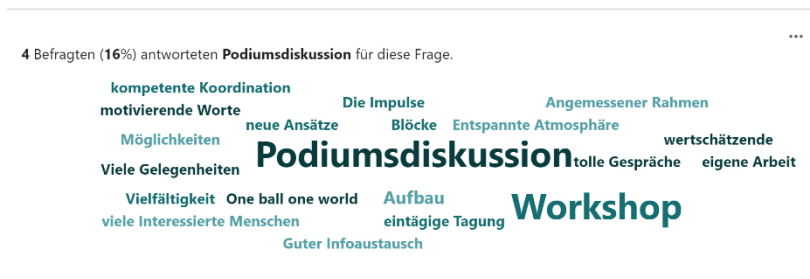 ...
4 Befragten (16%) antworteten Podiumsdiskussion für diese Frage.
kompetente Koordination
motivierende Worte
Die Impulse
Angemessener Rahmen
neue Ansätze
Blöcke
Entspannte Atmosphäre
Möglichkeiten
wertschätzende
Viele Gelegenheiten
Podiumsdiskussion
tolle Gespräche
eigene Arbeit
Vielfältigkeit
One ball one world
Aufbau
Workshop
viele Interessierte Menschen
eintägige Tagung
Guter Infoaustausch